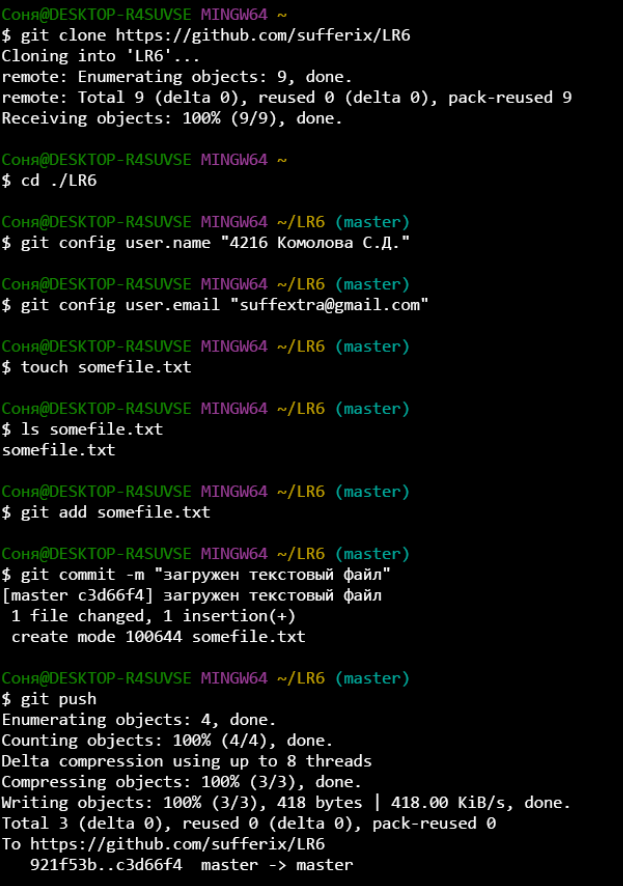 Соня@DESKTOP-R4SUVSE MINGW64 ~
$ git clone https://github.com/sufferix/LR6
Cloning into 'LR6'...
remote: Enumerating objects: 9, done.
remote: Total 9 (delta 0), reused 0 (delta 0), pack-reused 9
Receiving objects: 100% (9/9), done.
Соня@DESKTOP-R4SUVSE MINGW64 ~
$ cd ./LR6
Соня@DESKTOP-R4SUVSE MINGW64 ~/LR6 (master)
$ git config user.name "4216 Комолова С.Д."
Соня@DESKTOP-R4SUVSE MINGW64 ~/LR6 (master)
$ git config user.email "suffextra@gmail.com"
Соня@DESKTOP-R4SUVSE MINGW64 ~/LR6 (master)
$ touch somefile.txt
Соня@DESKTOP-R4SUVSE MINGW64 ~/LR6 (master)
$ ls somefile.txt
somefile.txt
Соня@DESKTOP-R4SUVSE MINGW64 ~/LR6 (master)
$ git add somefile.txt
Соня@DESKTOP-R4SUVSE MINGW64 ~/LR6 (master)
$ git commit -m "загружен текстовый файл"
[master c3d66f4] загружен текстовый файл
 1 file changed, 1 insertion(+)
 create mode 100644 somefile.txt
Соня@DESKTOP-R4SUVSE MINGW64 ~/LR6 (master)
$ git push
Enumerating objects: 4, done.
Counting objects: 100% (4/4), done.
Delta compression using up to 8 threads
Compressing objects: 100% (3/3), done.
Writing objects: 100% (3/3), 418 bytes | 418.00 KiB/s, done.
Total 3 (delta 0), reused 0 (delta 0), pack-reused 0
To https://github.com/sufferix/LR6
   921f53b..c3d66f4  master -> master